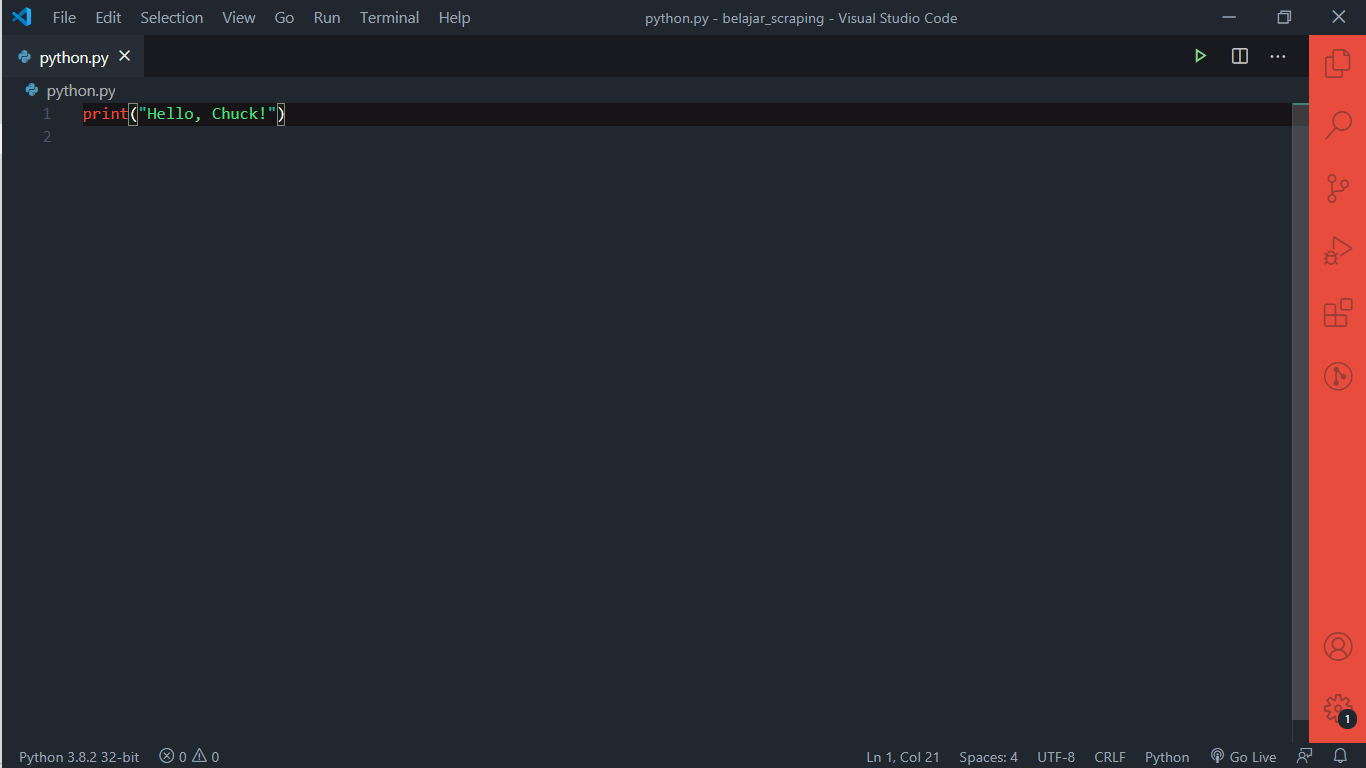 File Edit Selection View Go Run Terminal Help python.py - belajar_scraping - Visual Studio Code
python.py
python.py
1 print("Hello, Chuck!")
2
1
Python 3.8.2 32-bit 0 0 Ln 1, Col 21 Spaces: 4 UTF-8 CRLF Python Go Live